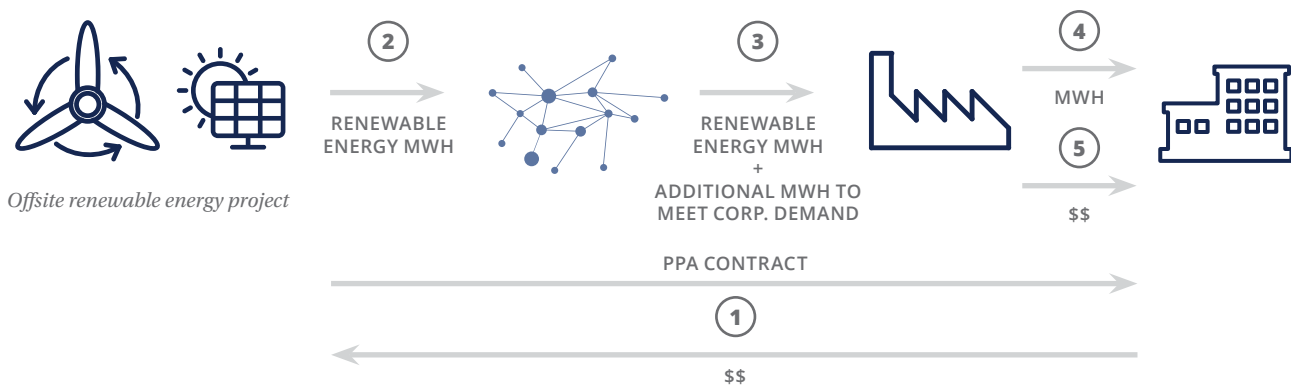 2
3
4
RENEWABLE
ENERGY MWH
RENEWABLE
ENERGY MWH
+
ADDITIONAL MWH TO
MEET CORP. DEMAND
MWH
5
$$
Offsite renewable energy project
PPA CONTRACT
1
$$